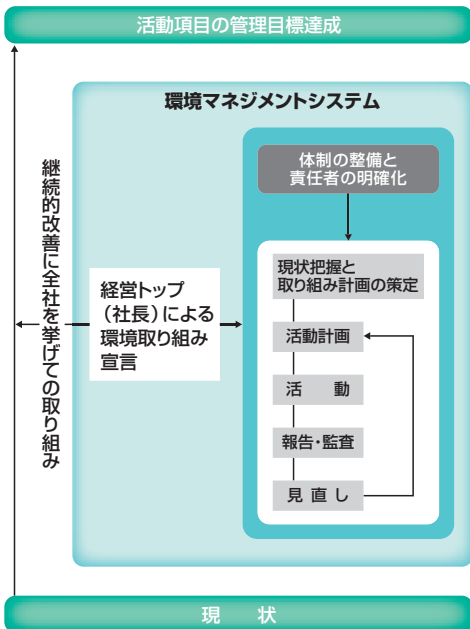 活動項目の管理目標達成
環境マネジメントシステム
体制の整備と
責任者の明確化
継続的改善に全社を挙げての取り組み
経営トップ
（社長）による
環境取り組み
宣言
現状把握と
取り組み計画の策定
活動計画
活　動
報告・監査
見直し
現　状